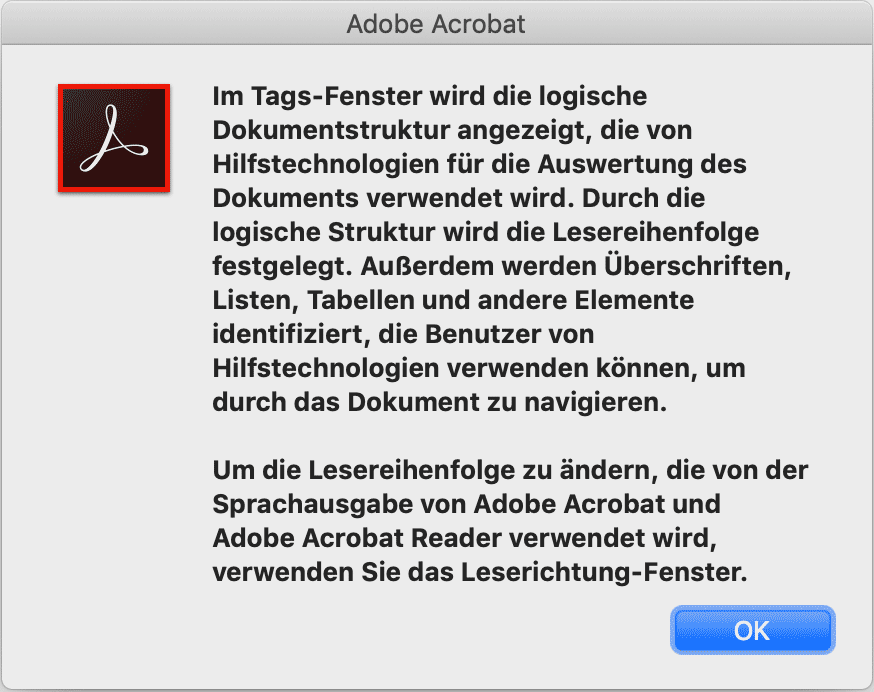 Adobe Acrobat
Im Tags-Fenster wird die logische
Dokumentstruktur angezeigt, die von
Hilfstechnologien für die Auswertung des
Dokuments verwendet wird. Durch die
logische Struktur wird die Lesereihenfolge
festgelegt. Außerdem werden Überschriften,
Listen, Tabellen und andere Elemente
identifiziert, die Benutzer von
Hilfstechnologien verwenden können, um
durch das Dokument zu navigieren.
Um die Lesereihenfolge zu ändern, die von der
Sprachausgabe von Adobe Acrobat und
Adobe Acrobat Reader verwendet wird,
verwenden Sie das Leserichtung-Fenster.
OK